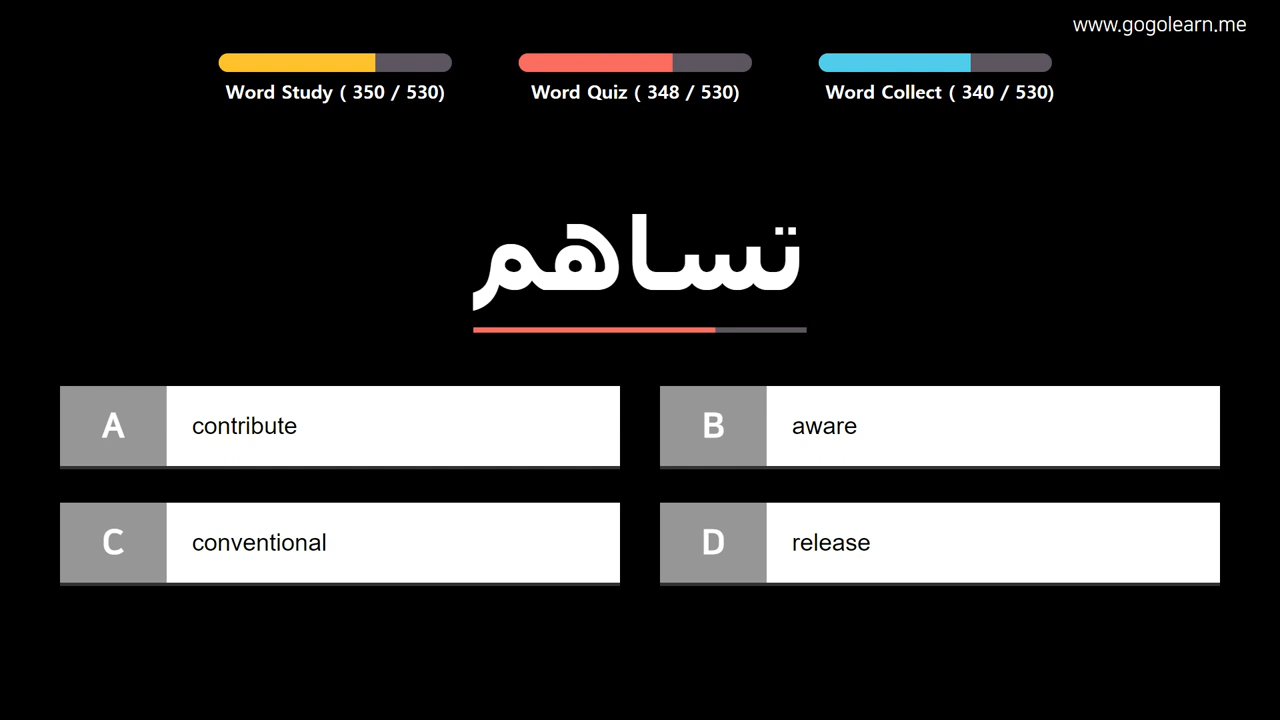 www.gogolearn.me
Word Study ( 350 / 530)
Word Quiz ( 348 / 530)
Word Collect ( 340 / 530)
تساهم
A contribute
B aware
C conventional
D release